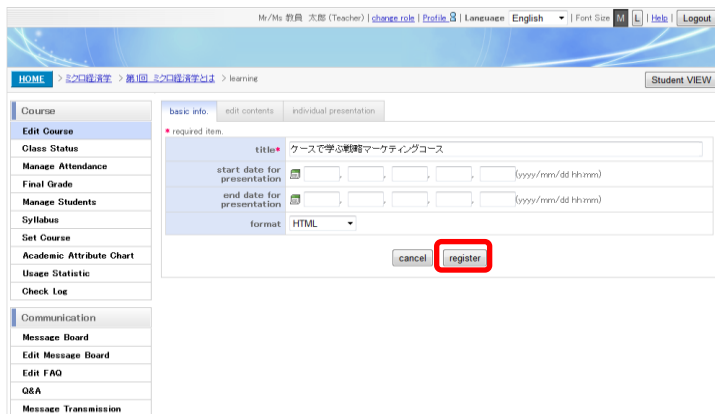 Mr/Ms 教員 太郎 (Teacher) | change role | Profile | Language English | Font Size M L | Help | Logout
HOME > ミクロ経済学 > 第1回 ミクロ経済学とは > learning
Student VIEW
Course
Edit Course
Class Status
Manage Attendance
Final Grade
Manage Students
Syllabus
Set Course
Academic Attribute Chart
Usage Statistic
Check Log
Communication
Message Board
Edit Message Board
Edit FAQ
Q&A
Message Transmission
basic info. edit contents individual presentation
* required item.
title* ケースで学ぶ戦略マーケティングコース
start date for
presentation , , , , (yyyy/mm/dd hh:mm)
end date for
presentation , , , , (yyyy/mm/dd hh:mm)
format HTML
cancel register